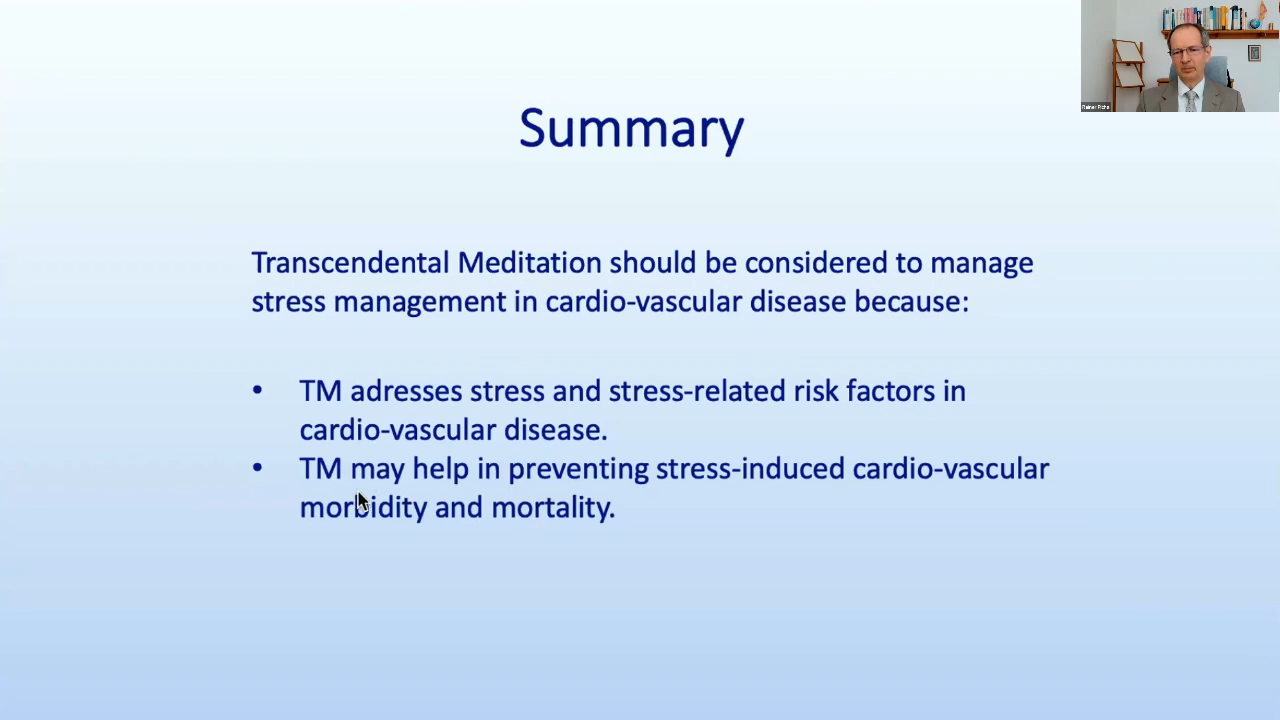 Rainer Picha
Summary
Transcendental Meditation should be considered to manage
stress management in cardio-vascular disease because:
• TM adresses stress and stress-related risk factors in
cardio-vascular disease.
• TM may help in preventing stress-induced cardio-vascular
morbidity and mortality.